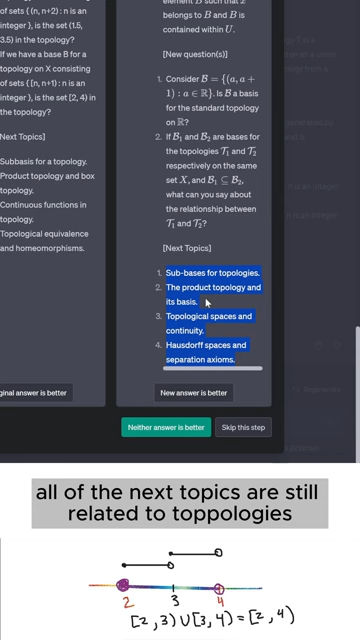 of sets { (n, n+2) : n is an
integer }, is the set (1.5,
3.5) in the topology?
If we have a base B for a
topology on X consisting
of sets { [n, n+1) : n is an
integer }, is the set [2, 4) in
the topology?
[Next Topics]
Subbasis for a topology.
Product topology and box
topology.
Continuous functions in
topology.
Topological equivalence
and homeomorphisms.
element B such that x
belongs to B and B is
contained within U.
[New question(s)]
1. Consider ℬ = {(a, a +
1) : a ∈ ℝ}. Is ℬ a basis
for the standard topology
on ℝ?
2. If ℬ₁ and ℬ₂ are bases for
the topologies 𝒯₁ and 𝒯₂
respectively on the same
set X, and ℬ₁ ⊆ ℬ₂,
what can you say about
the relationship between
𝒯₁ and 𝒯₂?
[Next Topics]
1. Sub-bases for topologies.
2. The product topology and
its basis.
3. Topological spaces and
continuity.
4. Hausdorff spaces and
separation axioms.
ginal answer is better
New answer is better
Neither answer is better
Skip this step
all of the next topics are still
related to toppologies
2 3 4
[2, 3) ∪ [3, 4) = [2, 4)